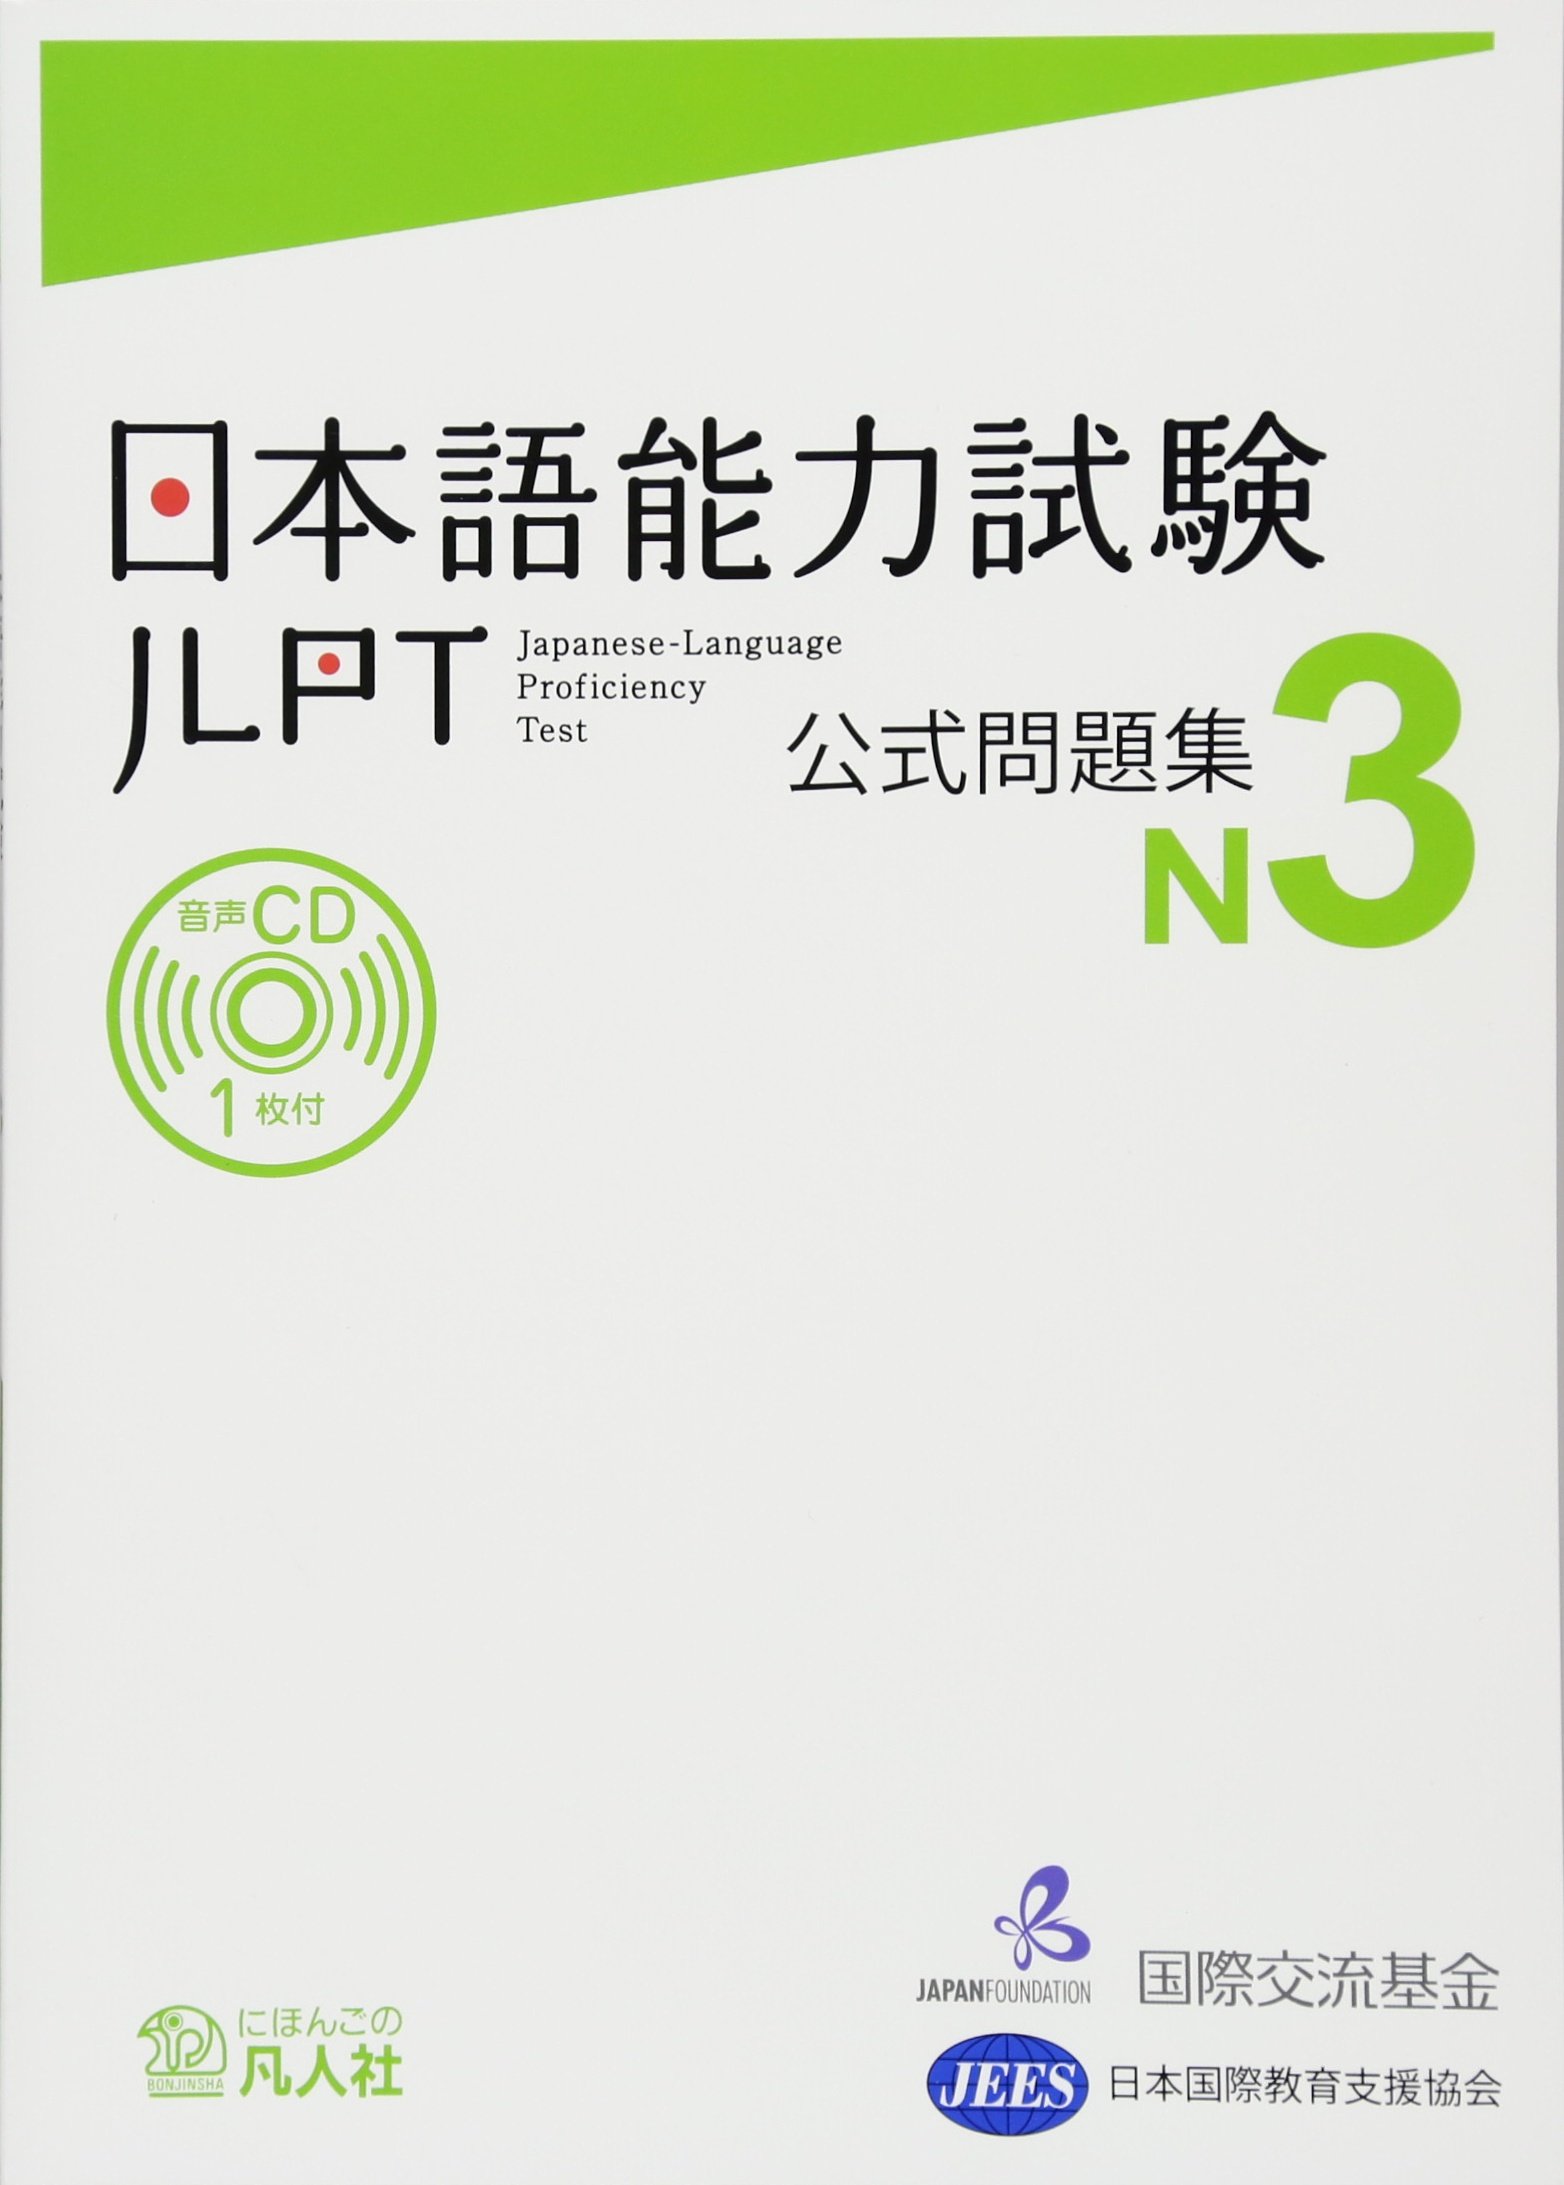 日本語能力試験
JLPT
Japanese-Language
Proficiency
Test
公式問題集
N3
音声CD
1枚付
JAPANFOUNDATION
国際交流基金
にほんごの
凡人社
BONJINSHA
JEES
日本国際教育支援協会